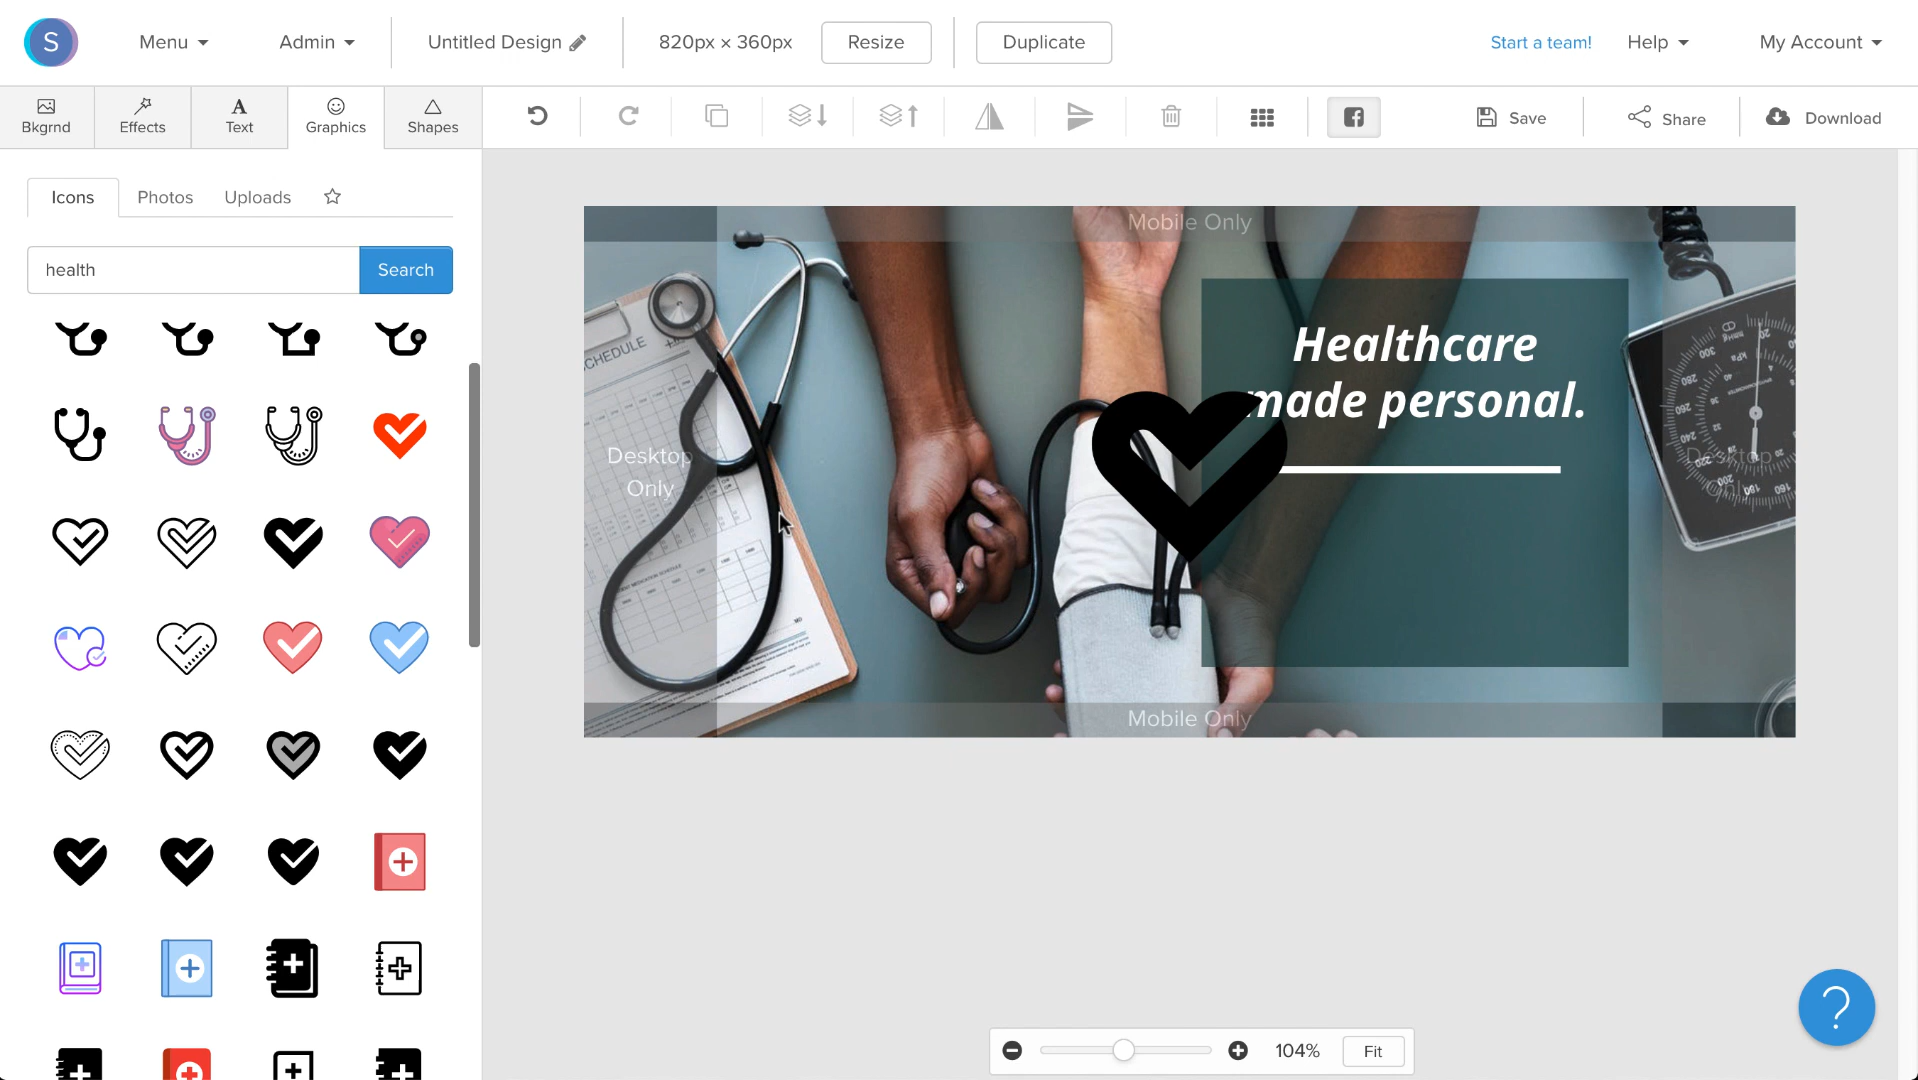 S
Menu
Admin
Untitled Design
820px × 360px
Resize
Duplicate
Start a team!
Help
My Account
Bkgrnd
Effects
Text
Graphics
Shapes
Save
Share
Download
Icons
Photos
Uploads
health
Search
Mobile Only
SCHEDULE
Healthcare
made personal.
Desktop
Only
Desktop
Only
Mobile Only
104%
Fit
?